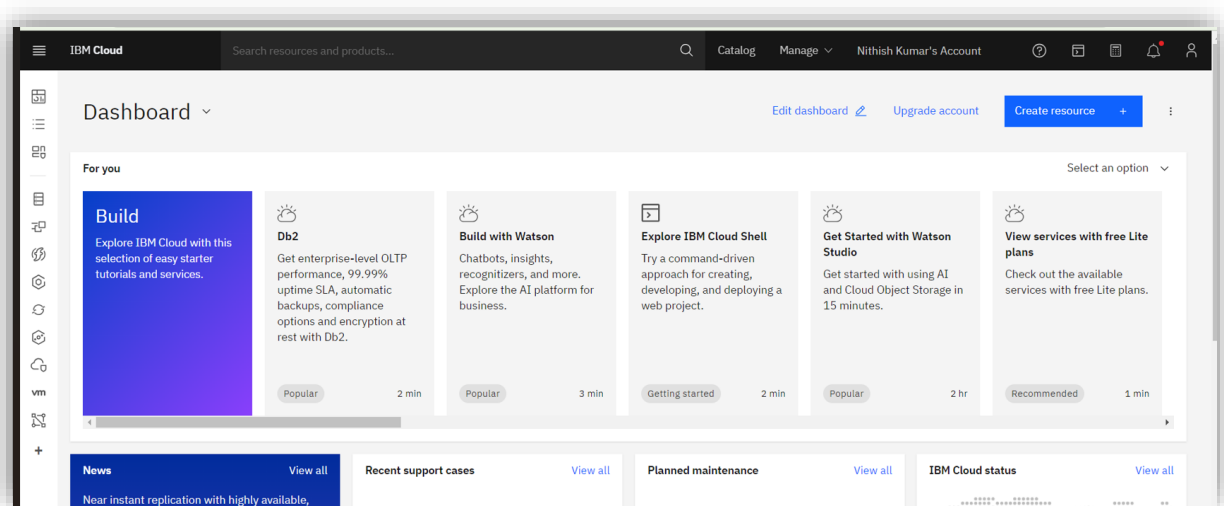 IBM Cloud
Search resources and products...
Catalog
Manage
Nithish Kumar's Account
Dashboard
Edit dashboard
Upgrade account
Create resource +
For you
Select an option
Build
Explore IBM Cloud with this
selection of easy starter
tutorials and services.
Db2
Get enterprise-level OLTP
performance, 99.99%
uptime SLA, automatic
backups, compliance
options and encryption at
rest with Db2.
Popular
2 min
Build with Watson
Chatbots, insights,
recognitizers, and more.
Explore the AI platform for
business.
Popular
3 min
Explore IBM Cloud Shell
Try a command-driven
approach for creating,
developing, and deploying a
web project.
Getting started
2 min
Get Started with Watson
Studio
Get started with using AI
and Cloud Object Storage in
15 minutes.
Popular
2 hr
View services with free Lite
plans
Check out the available
services with free Lite plans.
Recommended
1 min
vm
News
View all
Near instant replication with highly available,
Recent support cases
View all
Planned maintenance
View all
IBM Cloud status
View all